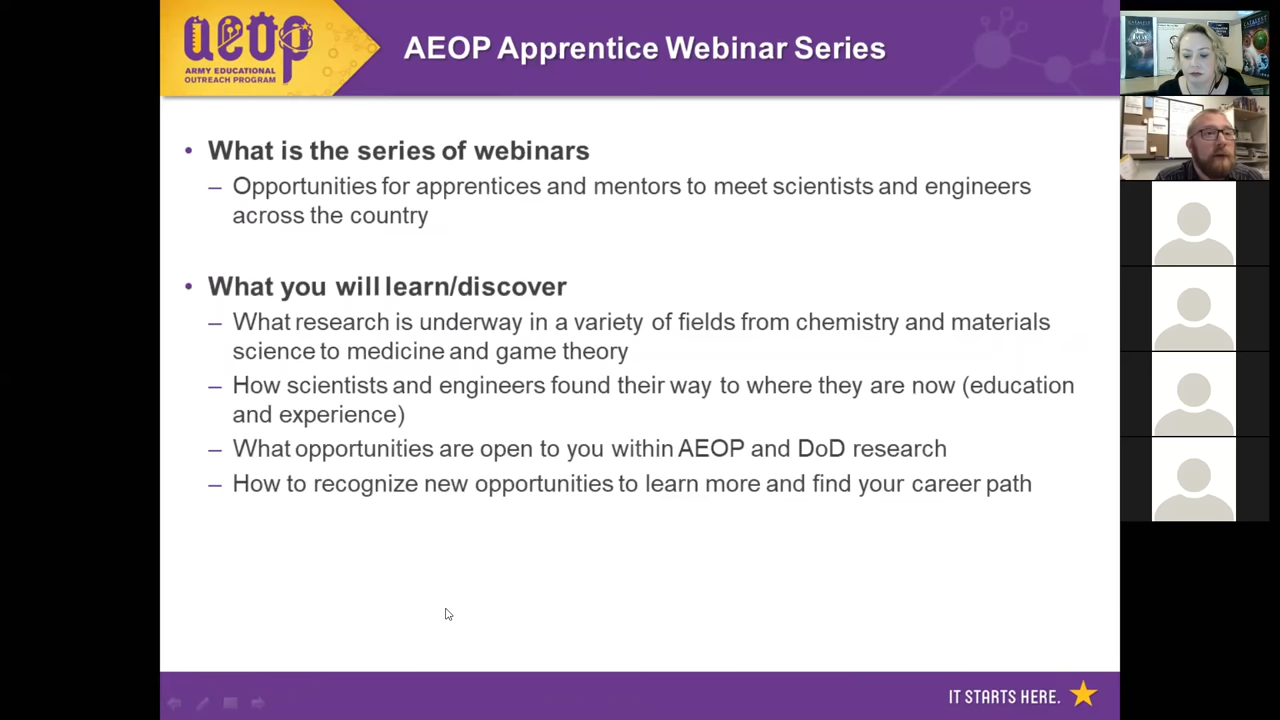 aeop
ARMY EDUCATIONAL
OUTREACH PROGRAM
AEOP Apprentice Webinar Series
• What is the series of webinars
– Opportunities for apprentices and mentors to meet scientists and engineers
across the country
• What you will learn/discover
– What research is underway in a variety of fields from chemistry and materials
science to medicine and game theory
– How scientists and engineers found their way to where they are now (education
and experience)
– What opportunities are open to you within AEOP and DoD research
– How to recognize new opportunities to learn more and find your career path
IT STARTS HERE.